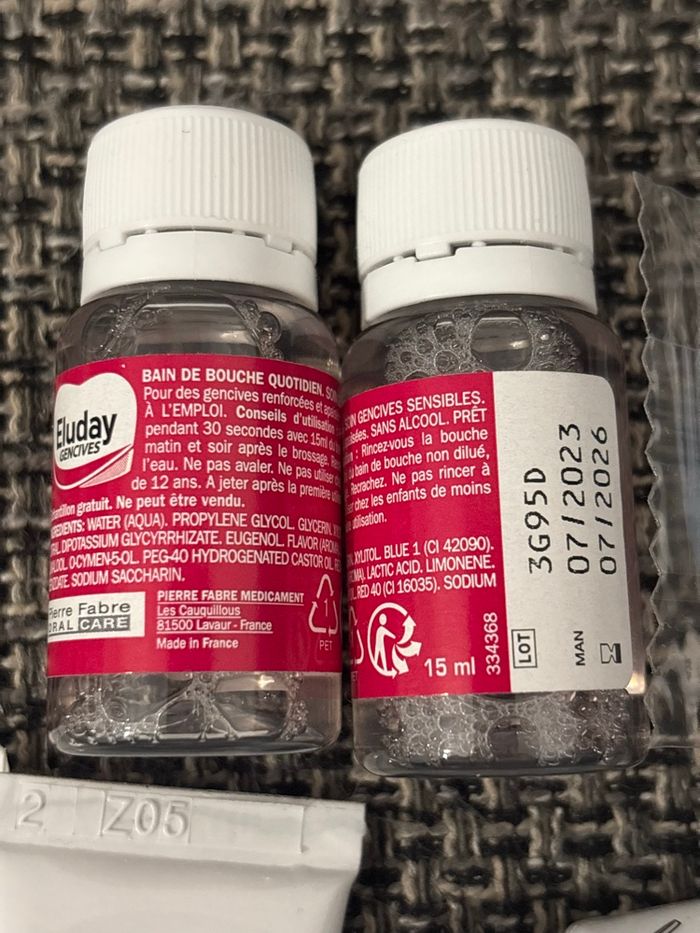 Eluday
GENCIVES
BAIN DE BOUCHE QUOTIDIEN.
Pour des gencives renforcées et
À L'EMPLOI. Conseils d'utilisation
pendant 30 secondes avec 15ml
matin et soir après le brossage.
l'eau. Ne pas avaler. Ne pas utiliser
de 12 ans. A jeter après la première
gratuit. Ne peut être vendu.
WATER (AQUA). PROPYLENE GLYCOL. GLYCERIN.
DIPOTASSIUM GLYCYRRHIZATE. EUGENOL. FLAVOR
O-CYMEN-5-OL. PEG-40 HYDROGENATED CASTOR OIL.
SODIUM SACCHARIN.
Pierre Fabre
ORAL CARE
PIERRE FABRE MEDICAMENT
Les Cauquillous
81500 Lavaur - France
Made in France
1
PET
GENCIVES SENSIBLES.
SANS ALCOOL. PRÊT
: Rincez-vous la bouche
bain de bouche non dilué,
Recrachez. Ne pas rincer à
chez les enfants de moins
utilisation.
XYLITOL. BLUE 1 (CI 42090).
LACTIC ACID. LIMONENE.
RED 40 (CI 16035). SODIUM
15 ml
334368
LOT
3G95D
MAN
07/2023
07/2026
2 Z05